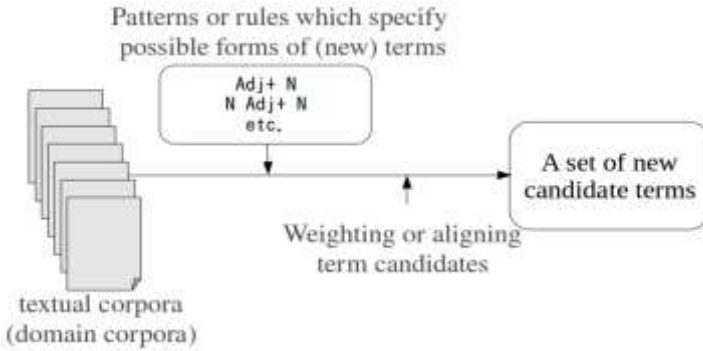 Patterns or rules which specify
possible forms of (new) terms
Adj+ N
N Adj+ N
etc.
A set of new
candidate terms
Weighting or aligning
term candidates
textual corpora
(domain corpora)